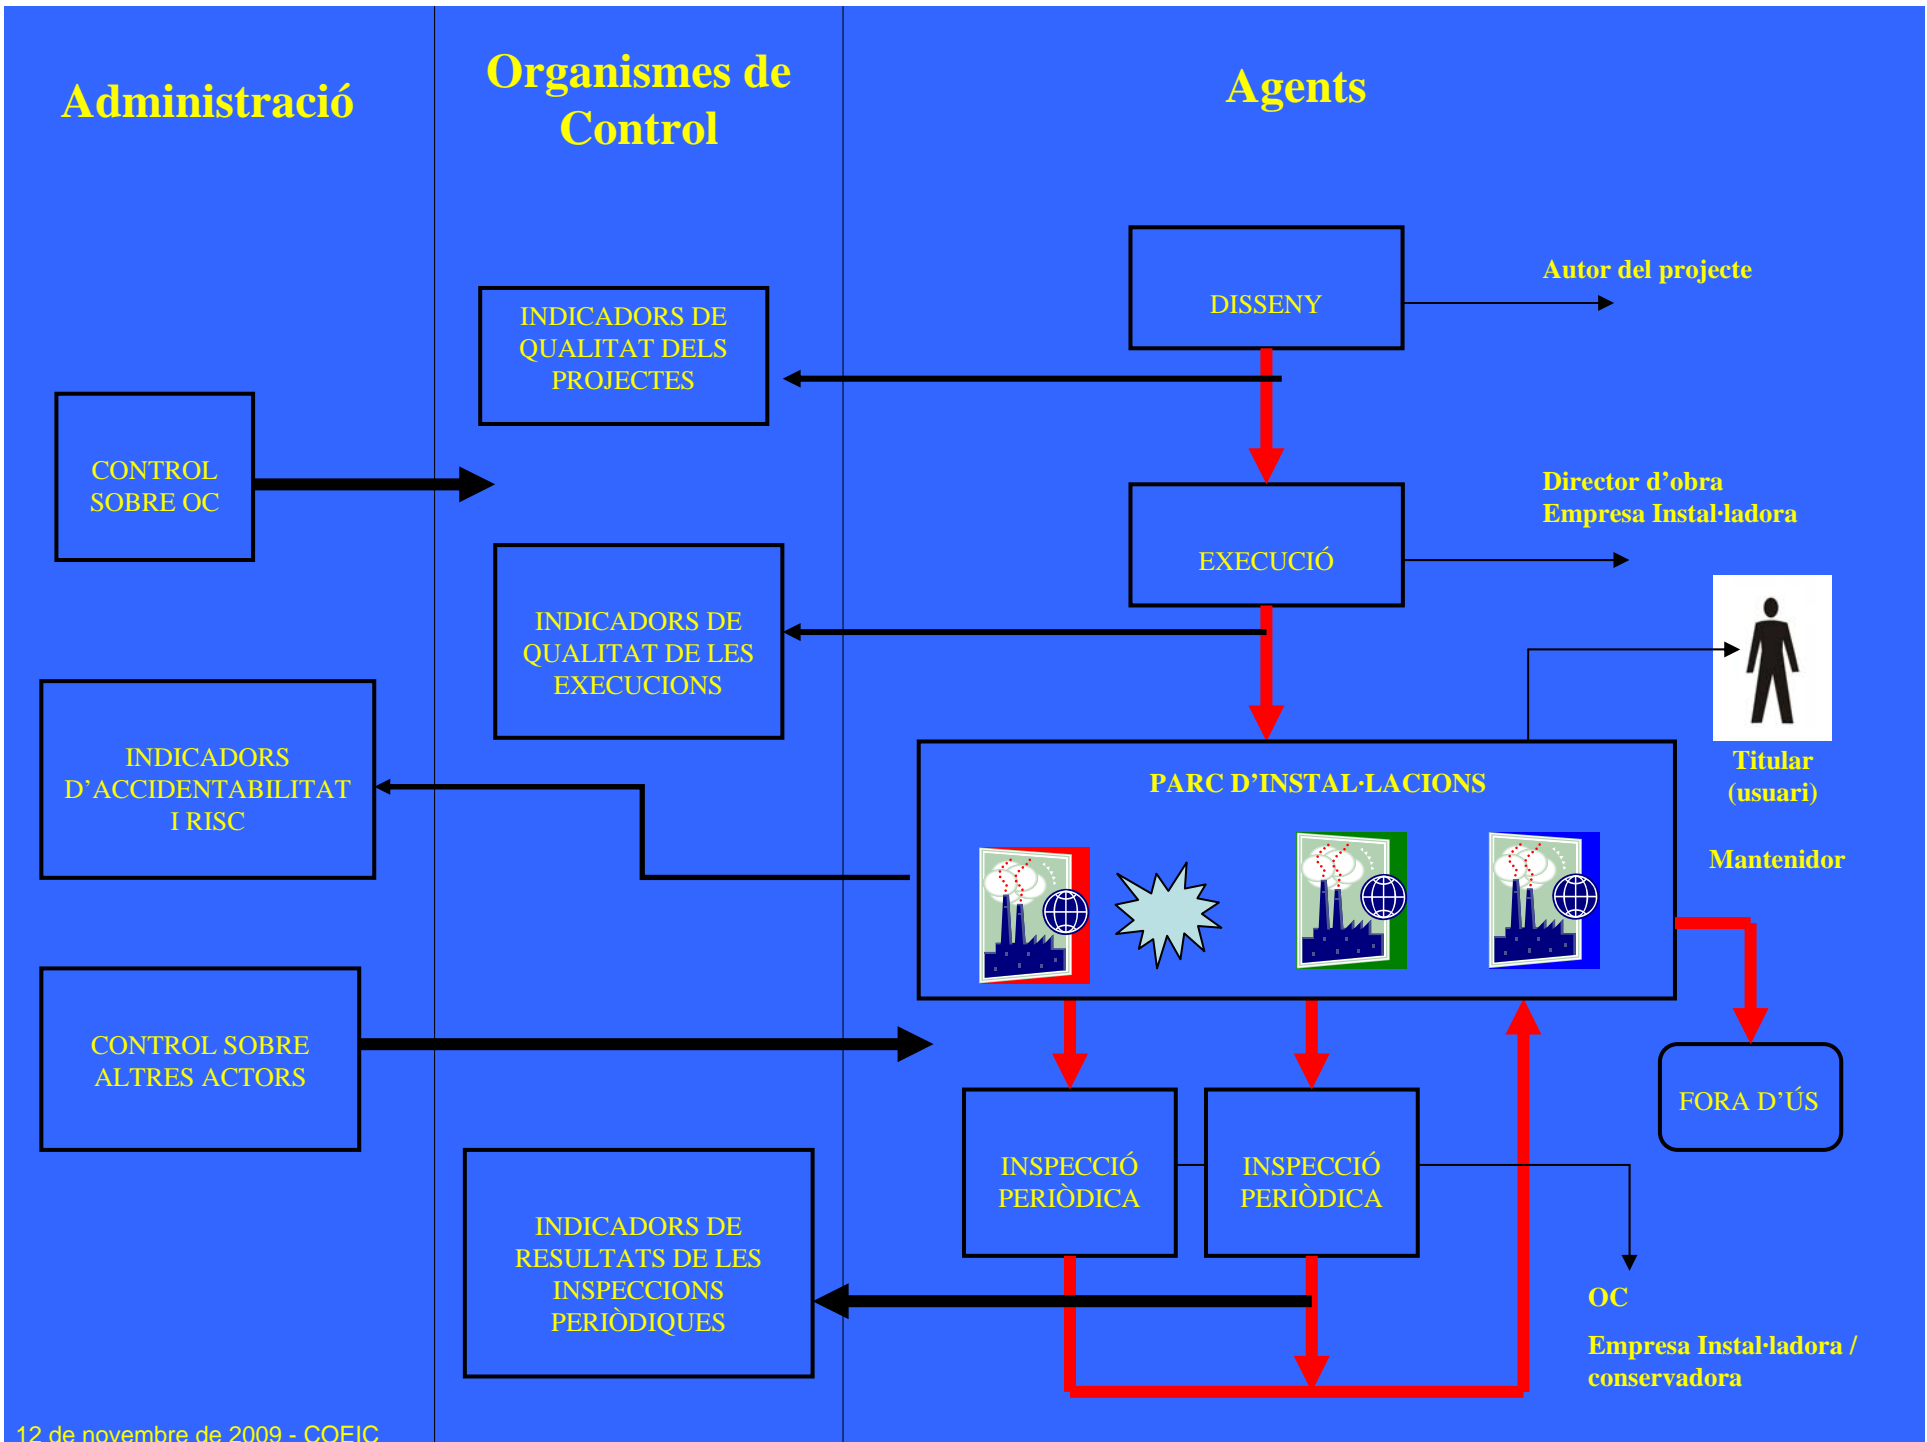 Administració
Organismes de
Control
Agents
DISSENY
Autor del projecte
INDICADORS DE
QUALITAT DELS
PROJECTES
CONTROL
SOBRE OC
EXECUCIÓ
Director d’obra
Empresa Instal·ladora
INDICADORS DE
QUALITAT DE LES
EXECUCIONS
INDICADORS
D’ACCIDENTABILITAT
I RISC
PARC D’INSTAL·LACIONS
Titular
(usuari)
Mantenidor
CONTROL SOBRE
ALTRES ACTORS
FORA D’ÚS
INSPECCIÓ
PERIÒDICA
INSPECCIÓ
PERIÒDICA
INDICADORS DE
RESULTATS DE LES
INSPECCIONS
PERIÒDIQUES
OC
Empresa Instal·ladora /
conservadora
12 de novembre de 2009 - COEIC